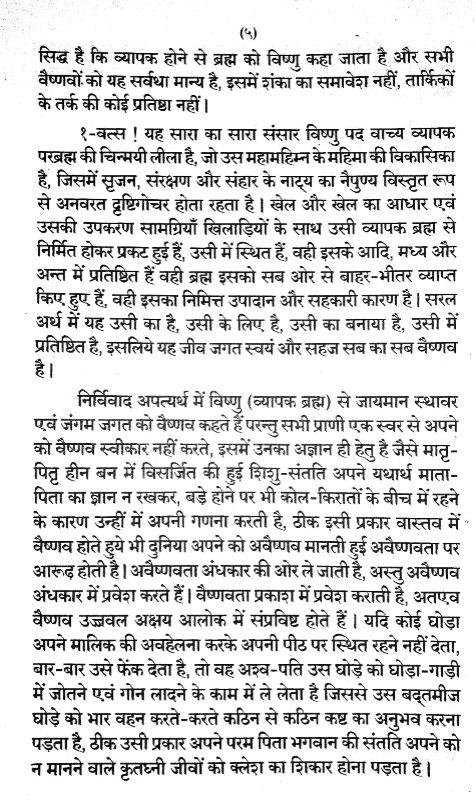 (५)
सिद्ध है कि व्यापक होने से ब्रह्म को विष्णु कहा जाता है और सभी
वैष्णवों को यह सर्वथा मान्य है, इसमें शंका का समावेश नहीं, तार्किकों
के तर्क की कोई प्रतिष्ठा नहीं।
१-वत्स ! यह सारा का सारा संसार विष्णु पद वाच्य व्यापक
परब्रह्म की चिन्मयी लीला है, जो उस महामहिम्न के महिमा की विकासिका
है, जिसमें सृजन, संरक्षण और संहार के नाट्य का नैपुण्य विस्तृत रूप
से अनवरत दृष्टिगोचर होता रहता है। खेल और खेल का आधार एवं
उसकी उपकरण सामग्रियाँ खिलाड़ियों के साथ उसी व्यापक ब्रह्म से
निर्मित होकर प्रकट हुई हैं, उसी में स्थित हैं, वही इसके आदि, मध्य और
अन्त में प्रतिष्ठित हैं वही ब्रह्म इसको सब ओर से बाहर-भीतर व्याप्त
किए हुए हैं, वही इसका निमित्त उपादान और सहकारी कारण है। सरल
अर्थ में यह उसी का है, उसी के लिए है, उसी का बनाया है, उसी में
प्रतिष्ठित है, इसलिये यह जीव जगत स्वयं और सहज सब का सब वैष्णव
है।
निर्विवाद अपत्यर्थ में विष्णु (व्यापक ब्रह्म) से जायमान स्थावर
एवं जंगम जगत को वैष्णव कहते हैं परन्तु सभी प्राणी एक स्वर से अपने
को वैष्णव स्वीकार नहीं करते, इसमें उनका अज्ञान ही हेतु है जैसे मातृ-
पितृ हीन बन में विसर्जित की हुई शिशु-संतति अपने यथार्थ माता-
पिता का ज्ञान न रखकर, बड़े होने पर भी कोल-किरातों के बीच में रहने
के कारण उन्हीं में अपनी गणना करती है, ठीक इसी प्रकार वास्तव में
वैष्णव होते हुये भी दुनिया अपने को अवैष्णव मानती हुई अवैष्णवता पर
आरूढ़ होती है। अवैष्णवता अंधकार की ओर ले जाती है, अस्तु अवैष्णव
अंधकार में प्रवेश करते हैं। वैष्णवता प्रकाश में प्रवेश कराती है, अतएव
वैष्णव उज्जवल अक्षय आलोक में संप्रविष्ट होते हैं । यदि कोई घोड़ा
अपने मालिक की अवहेलना करके अपनी पीठ पर स्थित रहने नहीं देता,
बार-बार उसे फेंक देता है, तो वह अश्व-पति उस घोड़े को घोड़ा-गाड़ी
में जोतने एवं गोन लादने के काम में ले लेता है जिससे उस बद्तमीज
घोड़े को भार वहन करते-करते कठिन से कठिन कष्ट का अनुभव करना
पड़ता है, ठीक उसी प्रकार अपने परम पिता भगवान की संतति अपने को
न मानने वाले कृतघ्नी जीवों को क्लेश का शिकार होना पड़ता है।